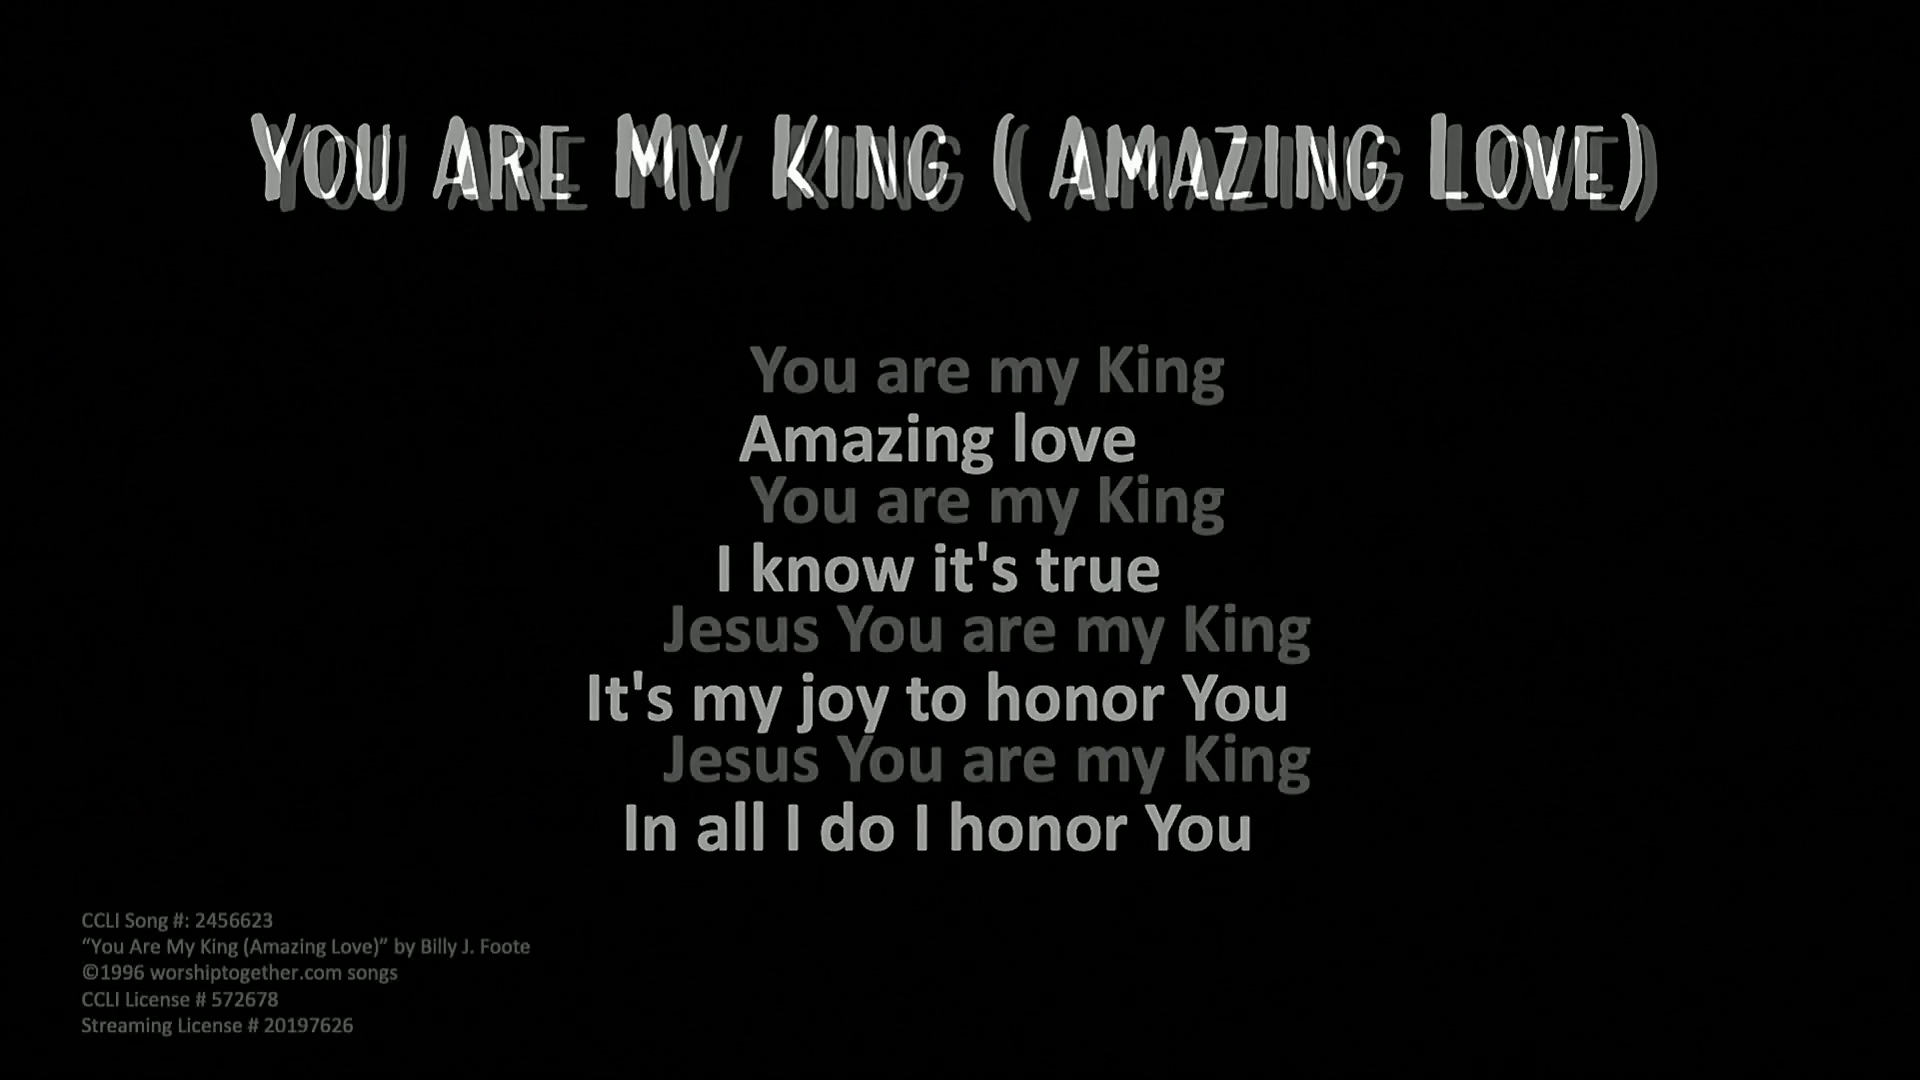 You Are My King (Amazing Love)
You are my King
Amazing love
You are my King
I know it's true
Jesus You are my King
It's my joy to honor You
Jesus You are my King
In all I do I honor You
CCLI Song #: 2456623
“You Are My King (Amazing Love)” by Billy J. Foote
©1996 worshiptogether.com songs
CCLI License # 572678
Streaming License # 20197626